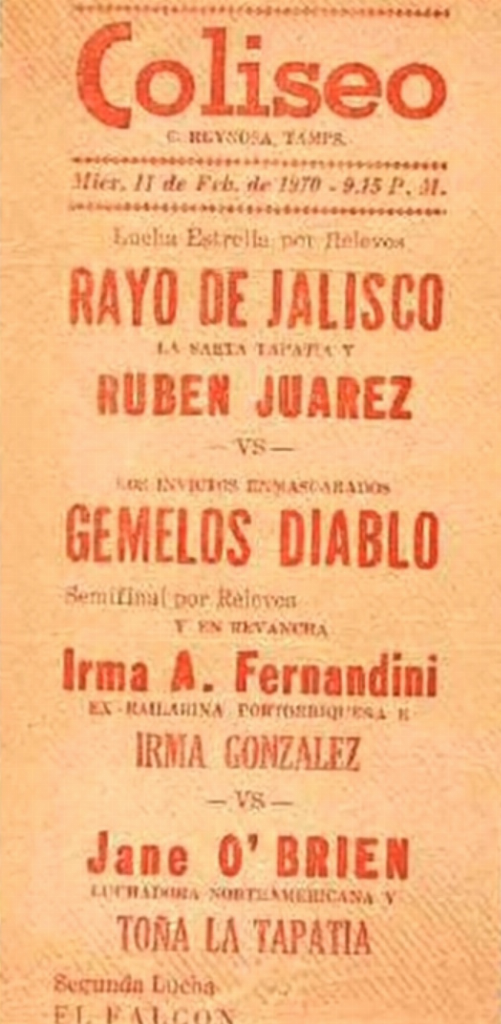 Coliseo
C. REYNOSA, TAMPS.
Mier. 11 de Feb. de 1970 - 9.15 P. M.
Lucha Estrella por Relevos
RAYO DE JALISCO
LA SAETA TAPATIA Y
RUBEN JUAREZ
— VS —
LOS INVICTOS ENMASCARADOS
GEMELOS DIABLO
Semifinal por Relevos
Y EN REVANCHA
Irma A. Fernandini
EX-BAILARINA PORTORRIQUEÑA E
IRMA GONZALEZ
— VS —
Jane O' BRIEN
LUCHADORA NORTEAMERICANA Y
TOÑA LA TAPATIA
Segunda Lucha
EL FALCON